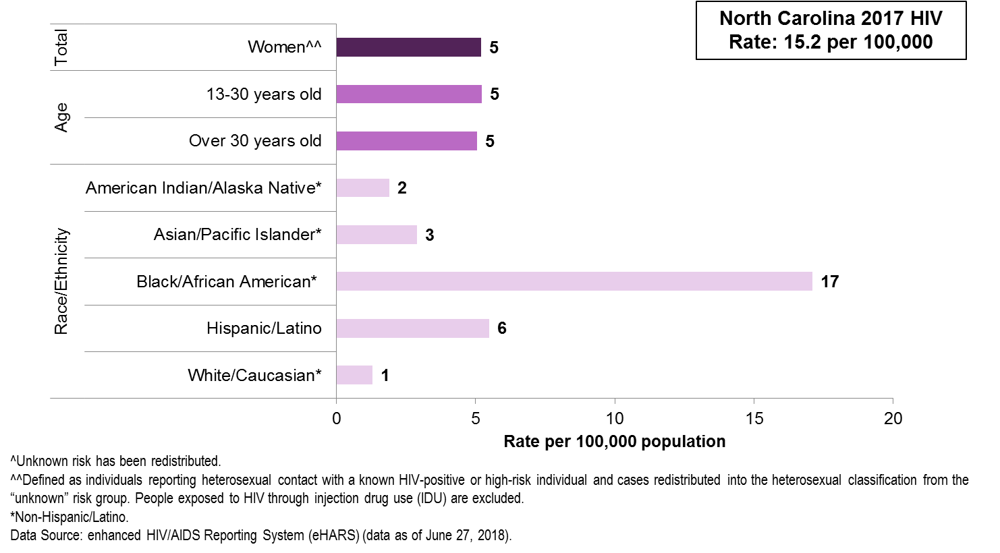 North Carolina 2017 HIV
Rate: 15.2 per 100,000
Total
Women^^ 5
Age
13-30 years old 5
Over 30 years old 5
Race/Ethnicity
American Indian/Alaska Native* 2
Asian/Pacific Islander* 3
Black/African American* 17
Hispanic/Latino 6
White/Caucasian* 1
0 5 10 15 20
Rate per 100,000 population
^Unknown risk has been redistributed.
^^Defined as individuals reporting heterosexual contact with a known HIV-positive or high-risk individual and cases redistributed into the heterosexual classification from the
“unknown” risk group. People exposed to HIV through injection drug use (IDU) are excluded.
*Non-Hispanic/Latino.
Data Source: enhanced HIV/AIDS Reporting System (eHARS) (data as of June 27, 2018).